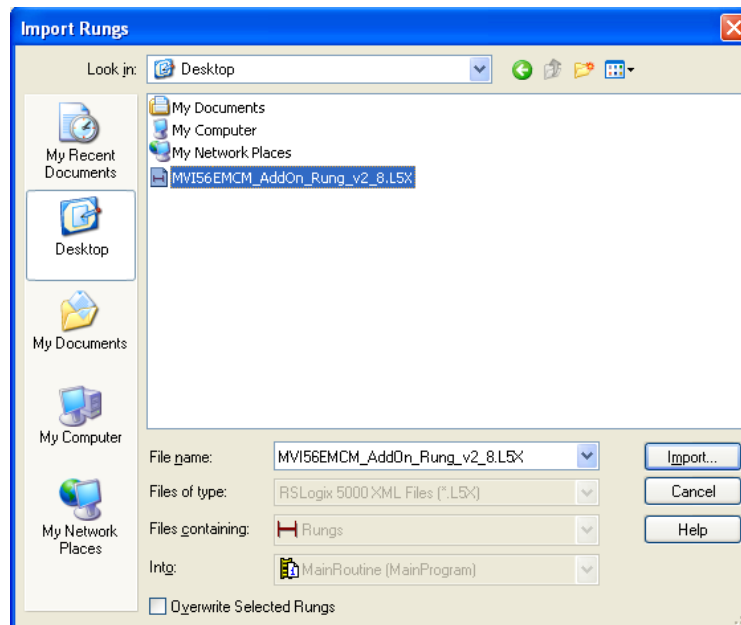 Import Rungs
Look in:
Desktop
My Recent
Documents
Desktop
My Documents
My Computer
My Network
Places
My Documents
My Computer
My Network Places
MVI56EMCM_AddOn_Rung_v2_8.L5X
File name:
MVI56EMCM_AddOn_Rung_v2_8.L5X
Import...
Files of type:
RSLogix 5000 XML Files (*.L5X)
Cancel
Files containing:
Rungs
Help
Into:
MainRoutine (MainProgram)
Overwrite Selected Rungs